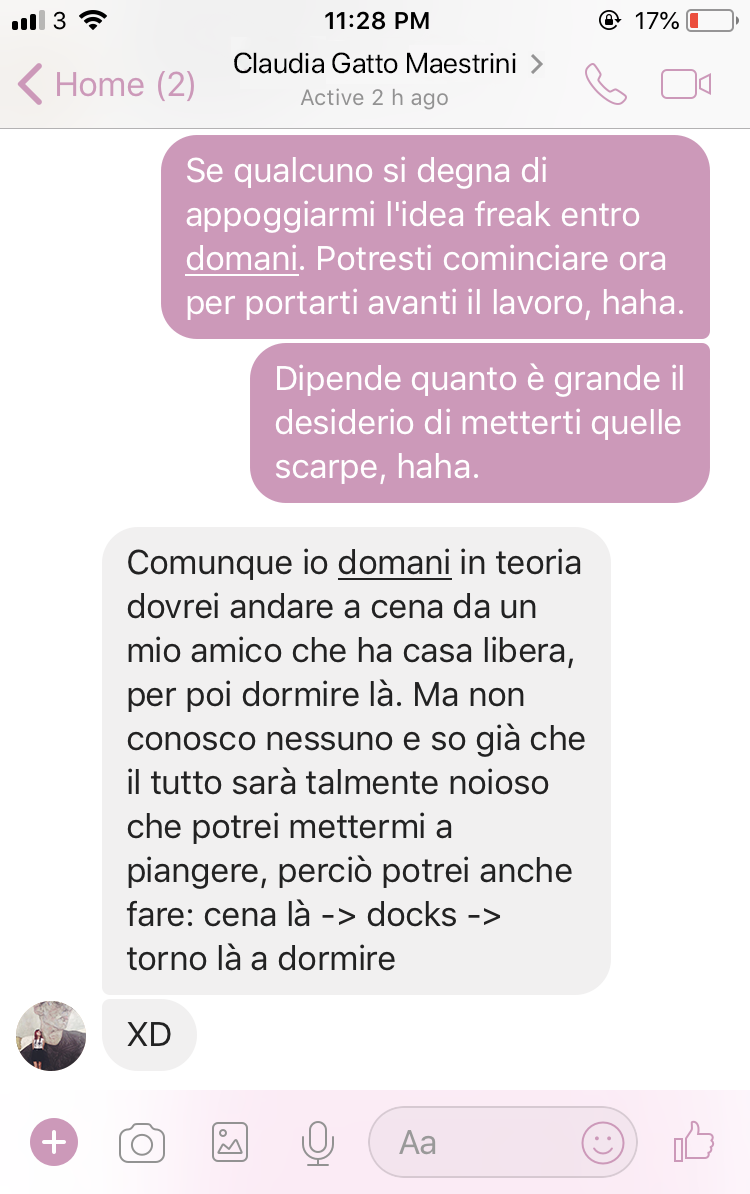 3 11:28 PM 17%
Home (2) Claudia Gatto Maestrini
Active 2 h ago
Se qualcuno si degna di
appoggiarmi l'idea freak entro
domani. Potresti cominciare ora
per portarti avanti il lavoro, haha.
Dipende quanto è grande il
desiderio di metterti quelle
scarpe, haha.
Comunque io domani in teoria
dovrei andare a cena da un
mio amico che ha casa libera,
per poi dormire là. Ma non
conosco nessuno e so già che
il tutto sarà talmente noioso
che potrei mettermi a
piangere, perciò potrei anche
fare: cena là -> docks ->
torno là a dormire
XD
Aa